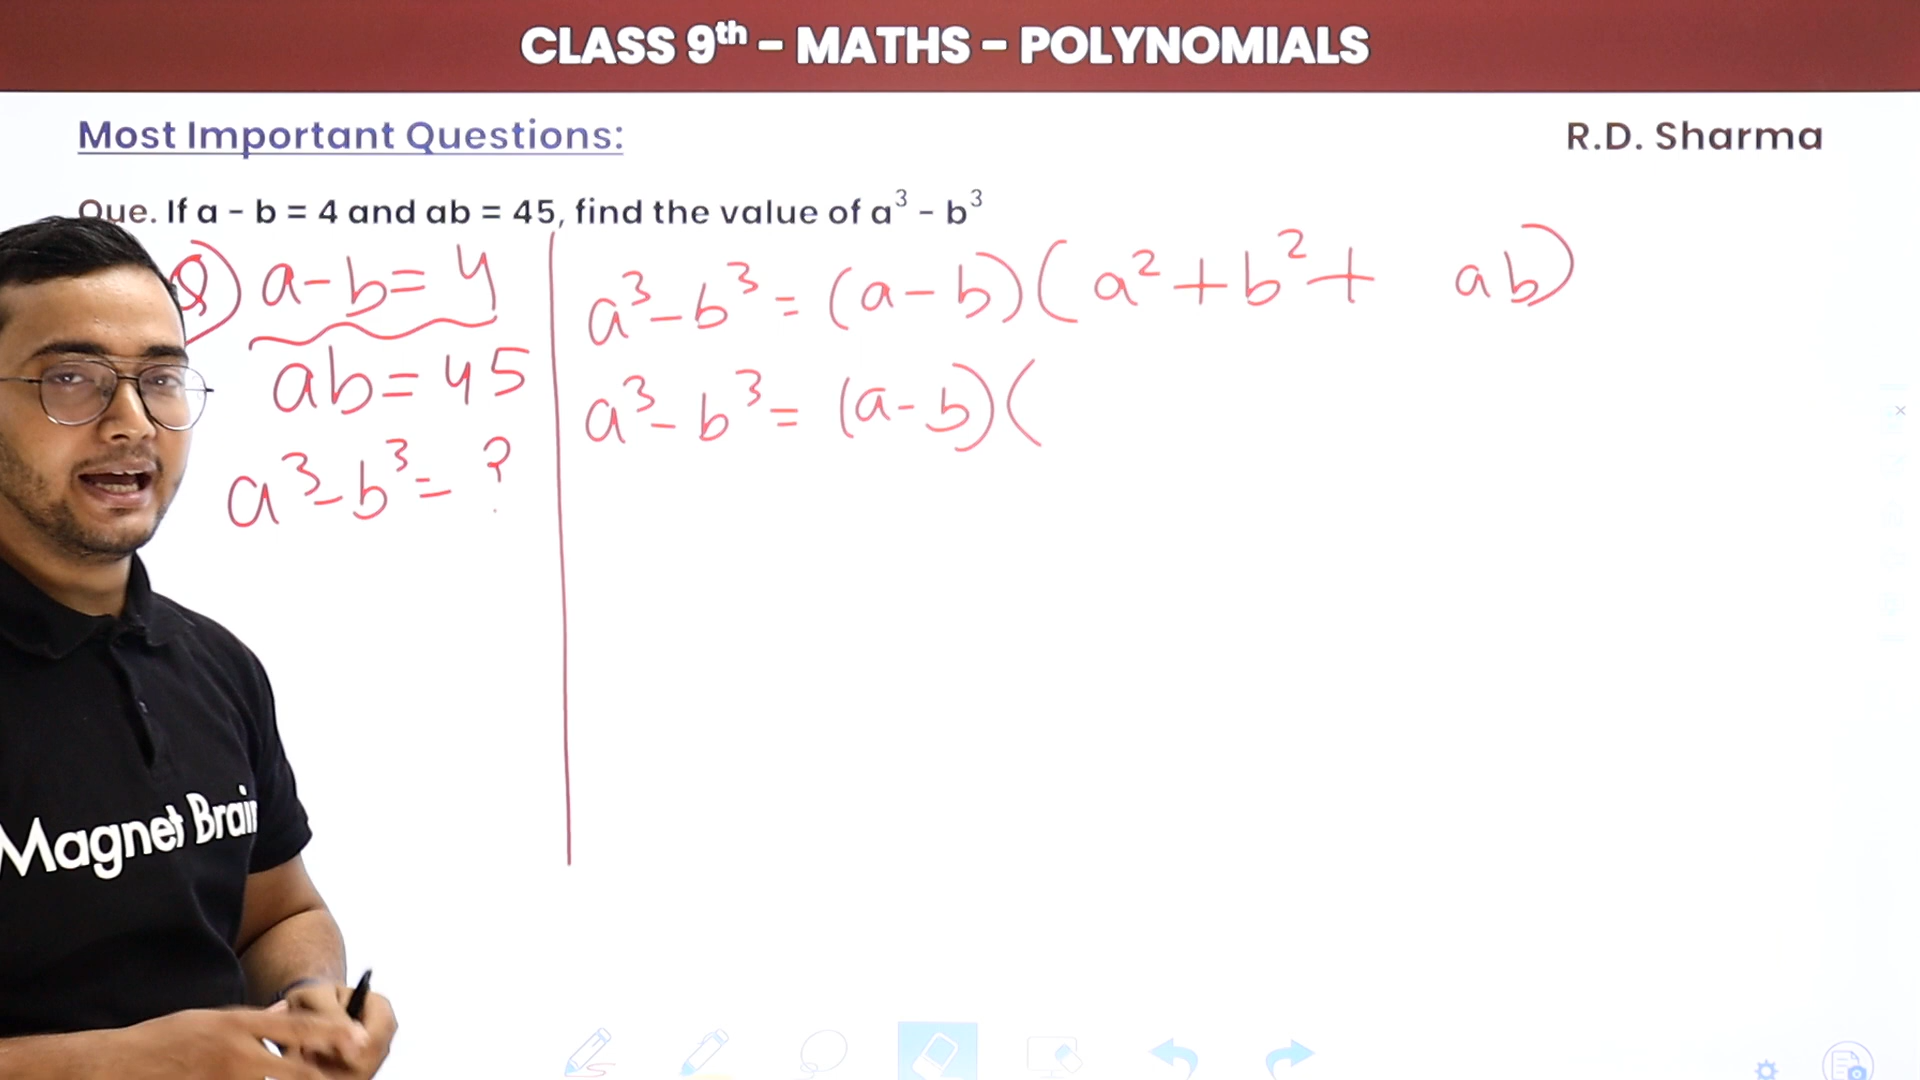 CLASS 9th – MATHS – POLYNOMIALS
Most Important Questions:
R.D. Sharma
Que. If a - b = 4 and ab = 45, find the value of a³ - b³
Q) a-b= 4
ab= 45
a³-b³= ?
a³-b³= (a-b)(a²+b²+ ab)
a³-b³= (a-b)(
Magnet Brain